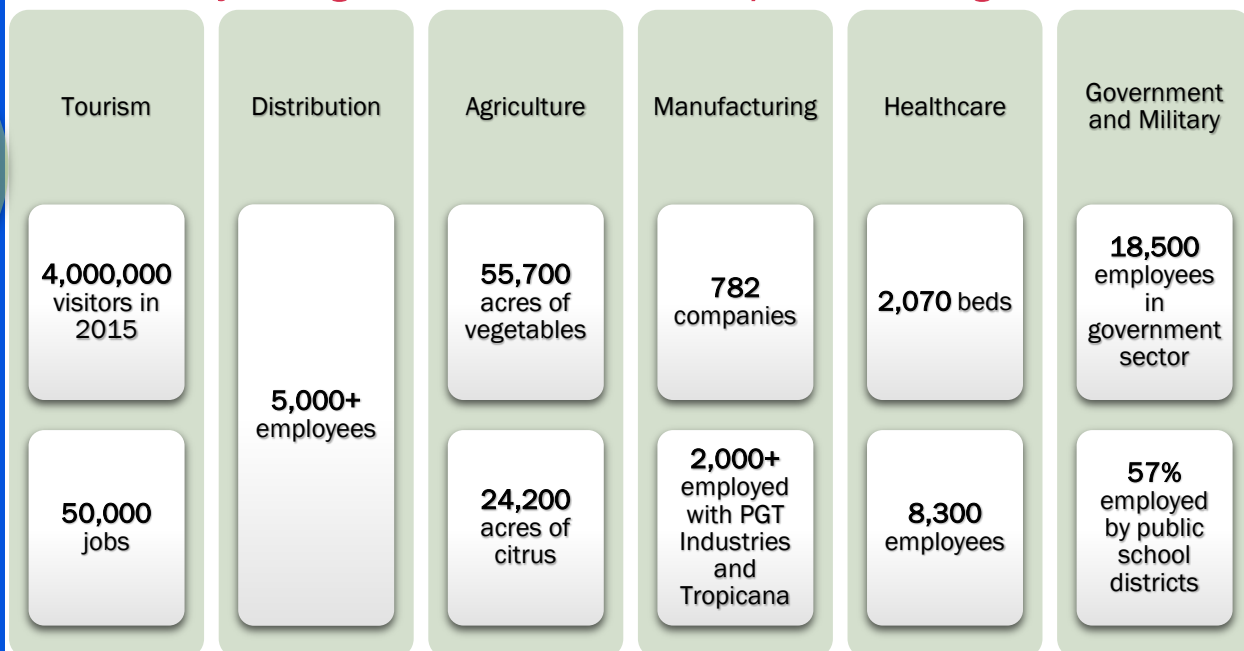 Tourism
4,000,000
visitors in
2015
50,000
jobs
Distribution
5,000+
employees
Agriculture
55,700
acres of
vegetables
24,200
acres of
citrus
Manufacturing
782
companies
2,000+
employed
with PGT
Industries
and
Tropicana
Healthcare
2,070 beds
8,300
employees
Government
and Military
18,500
employees
in
government
sector
57%
employed
by public
school
districts